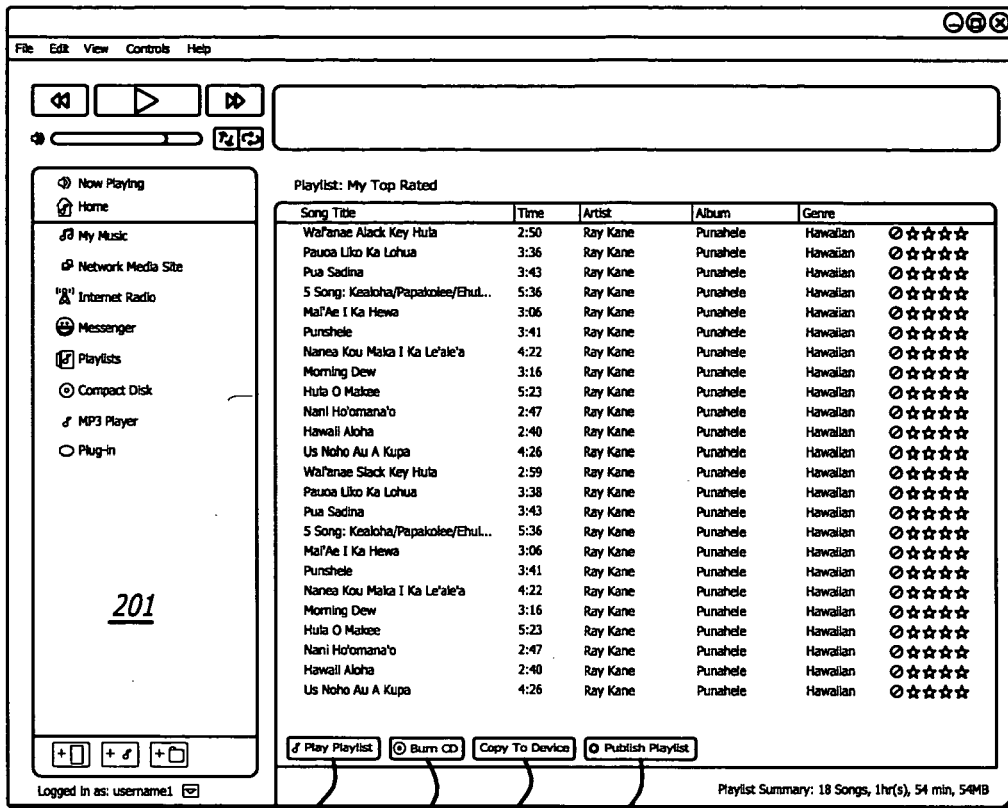 File Edit View Controls Help
Now Playing
Home
My Music
Network Media Site
Internet Radio
Messenger
Playlists
Compact Disk
MP3 Player
Plug-in
201
Logged in as: username1
Playlist: My Top Rated
Song Title Time Artist Album Genre
Wai'anae Alack Key Hula 2:50 Ray Kane Punahele Hawaiian
Pauoa Liko Ka Lohua 3:36 Ray Kane Punahele Hawaiian
Pua Sadina 3:43 Ray Kane Punahele Hawaiian
5 Song: Kealoha/Papakolee/Ehul... 5:36 Ray Kane Punahele Hawaiian
Mai'Ae I Ka Hewa 3:06 Ray Kane Punahele Hawaiian
Punshele 3:41 Ray Kane Punahele Hawaiian
Nanea Kou Maka I Ka Le'ale'a 4:22 Ray Kane Punahele Hawaiian
Morning Dew 3:16 Ray Kane Punahele Hawaiian
Hula O Makee 5:23 Ray Kane Punahele Hawaiian
Nani Ho'omana'o 2:47 Ray Kane Punahele Hawaiian
Hawaii Aloha 2:40 Ray Kane Punahele Hawaiian
Us Noho Au A Kupa 4:26 Ray Kane Punahele Hawaiian
Wai'anae Slack Key Hula 2:59 Ray Kane Punahele Hawaiian
Pauoa Liko Ka Lohua 3:38 Ray Kane Punahele Hawaiian
Pua Sadina 3:43 Ray Kane Punahele Hawaiian
5 Song: Kealoha/Papakolee/Ehul... 5:36 Ray Kane Punahele Hawaiian
Mai'Ae I Ka Hewa 3:06 Ray Kane Punahele Hawaiian
Punshele 3:41 Ray Kane Punahele Hawaiian
Nanea Kou Maka I Ka Le'ale'a 4:22 Ray Kane Punahele Hawaiian
Morning Dew 3:16 Ray Kane Punahele Hawaiian
Hula O Makee 5:23 Ray Kane Punahele Hawaiian
Nani Ho'omana'o 2:47 Ray Kane Punahele Hawaiian
Hawaii Aloha 2:40 Ray Kane Punahele Hawaiian
Us Noho Au A Kupa 4:26 Ray Kane Punahele Hawaiian
Play Playlist Burn CD Copy To Device Publish Playlist
Playlist Summary: 18 Songs, 1hr(s), 54 min, 54MB